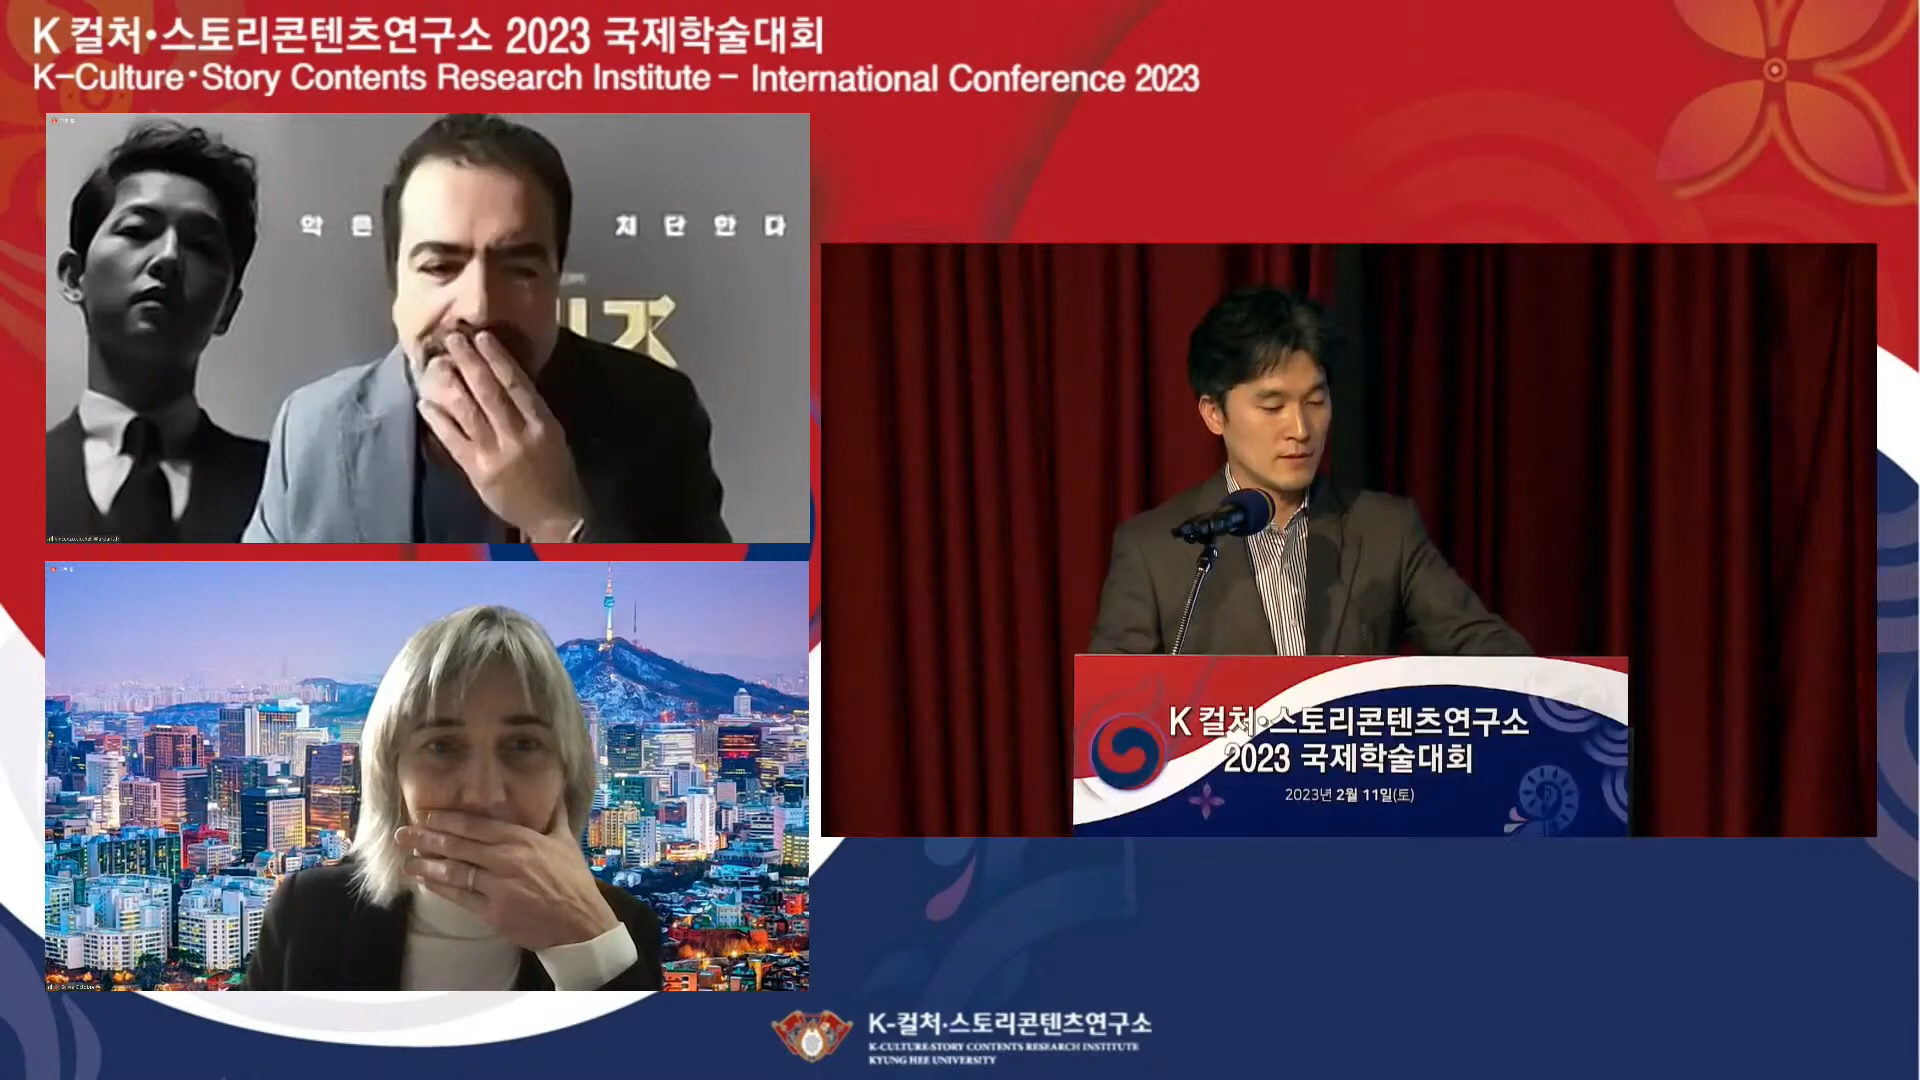 K 컬처•스토리콘텐츠연구소 2023 국제학술대회
K-Culture•Story Contents Research Institute - International Conference 2023
악 은 치 단 한 다
K 컬처•스토리콘텐츠연구소
2023 국제학술대회
2023년 2월 11일(토)
K-컬처·스토리콘텐츠연구소
K-CULTURE·STORY CONTENTS RESEARCH INSTITUTE
KYUNG HEE UNIVERSITY